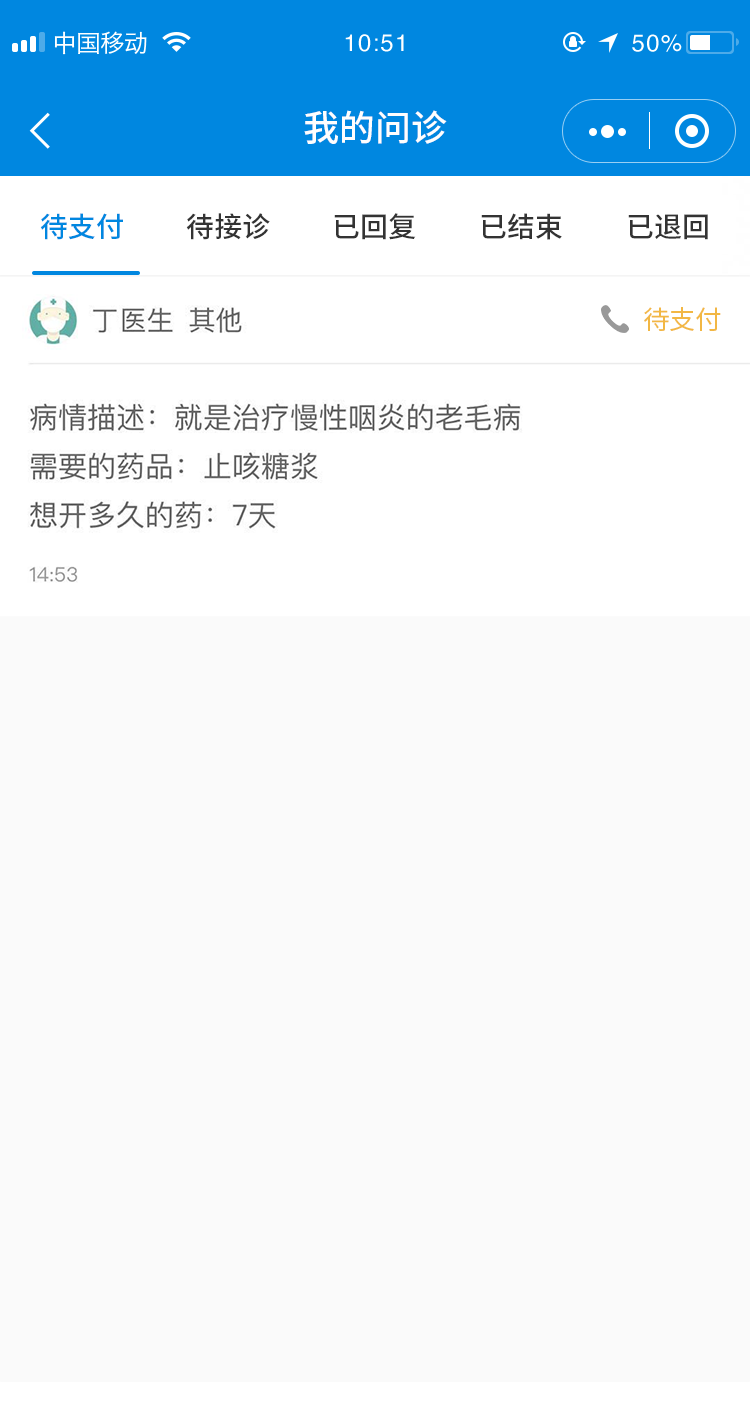 中国移动 10:51 50%
我的问诊
待支付 待接诊 已回复 已结束 已退回
丁医生 其他 待支付
病情描述：就是治疗慢性咽炎的老毛病
需要的药品：止咳糖浆
想开多久的药：7天
14:53